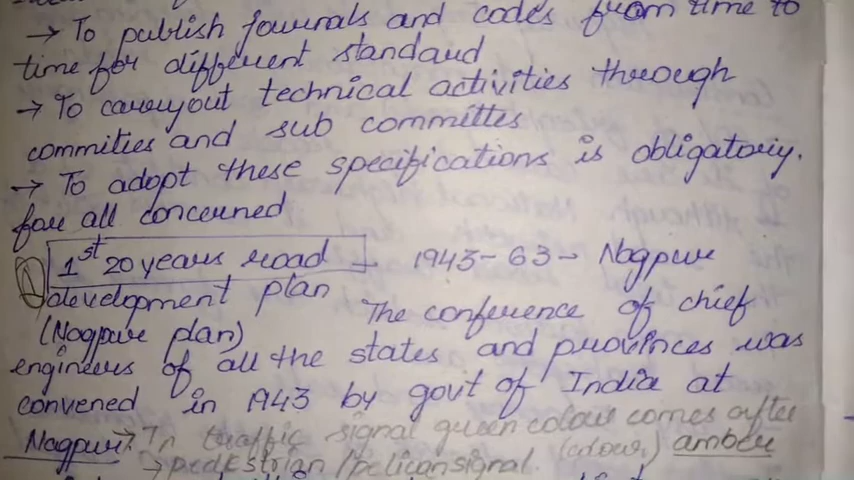 → To publish journals and codes from time to
time for different standard
→ To carryout technical activities through
commities and sub committes
→ To adopt these specifications is obligatory.
for all concerned
1st 20 years road - 1943-63- Nagpur
development plan
(Nagpur plan) The conference of chief
engineers of all the states and provinces was
convened in 1943 by govt of India at
Nagpur. → In traffic signal green colour comes after
(colour) amber
→ pedestrian /pelican signal.